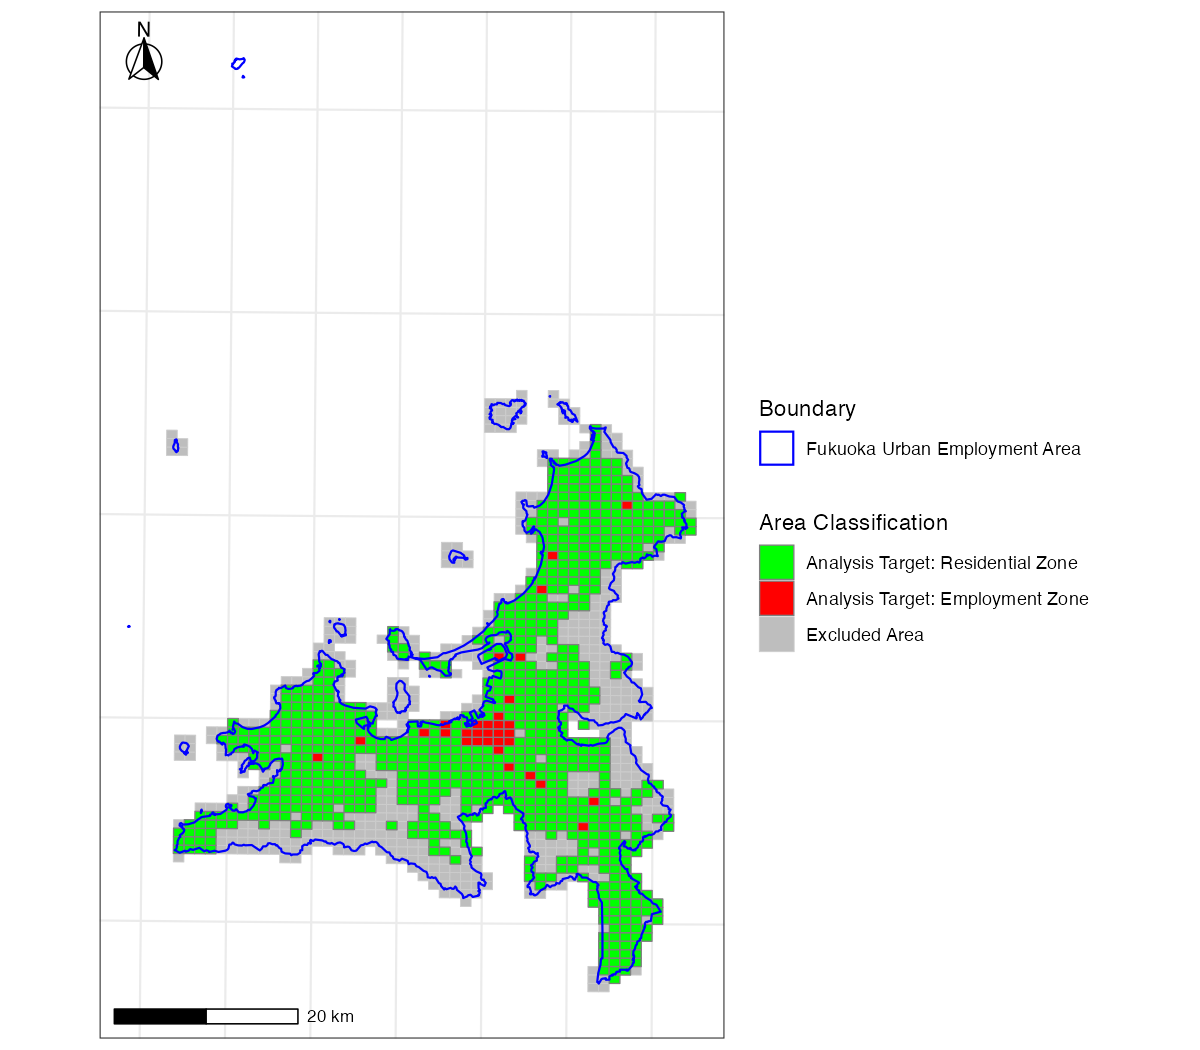 N
Boundary
Fukuoka Urban Employment Area
Area Classification
Analysis Target: Residential Zone
Analysis Target: Employment Zone
Excluded Area
20 km